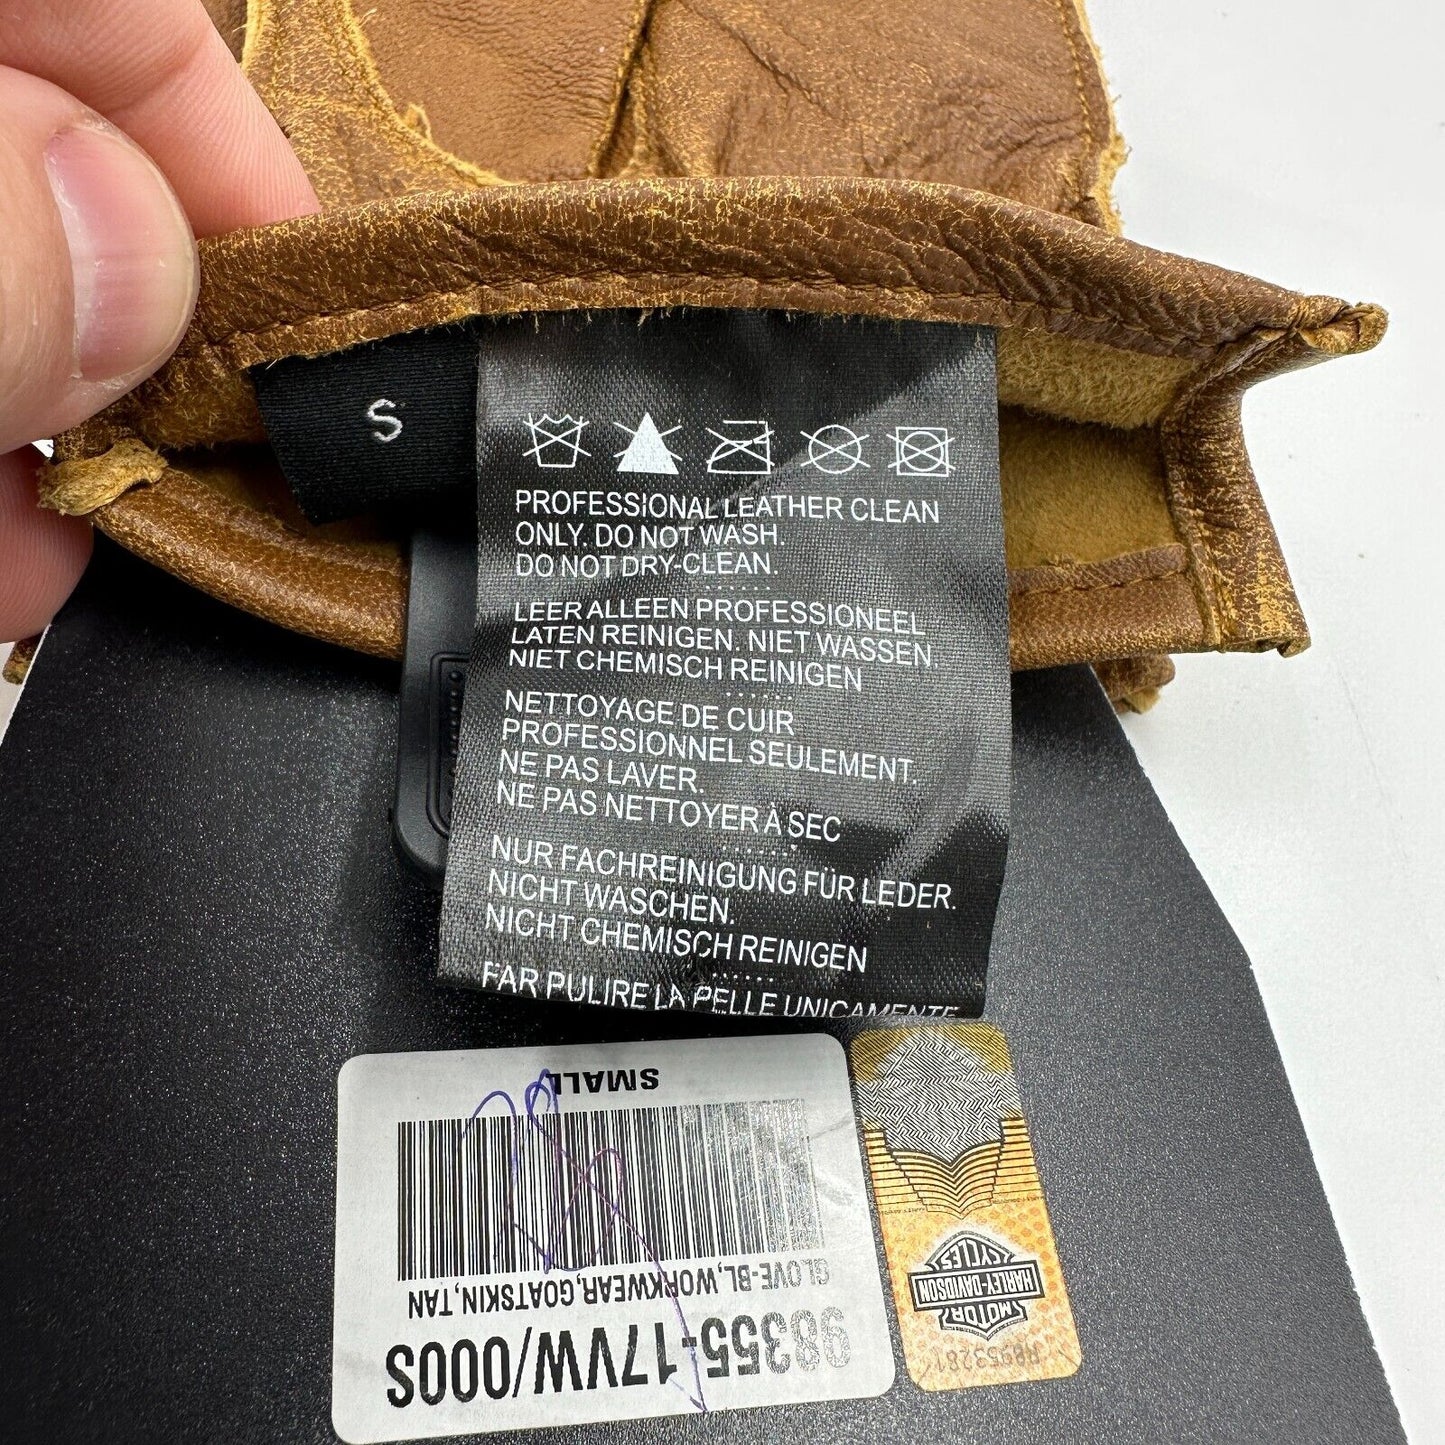 S
PROFESSIONAL LEATHER CLEAN
ONLY. DO NOT WASH.
DO NOT DRY-CLEAN.
......
LEER ALLEEN PROFESSIONEEL
LATEN REINIGEN. NIET WASSEN
NIET CHEMISCH REINIGEN
......
NETTOYAGE DE CUIR
PROFESSIONNEL SEULEMENT.
NE PAS LAVER.
NE PAS NETTOYER À SEC
.......
NUR FACHREINIGUNG FÜR LEDER.
NICHT WASCHEN.
NICHT CHEMISCH REINIGEN
......
FAR PULIRE LA PELLE UNICAMENTE
98355-17VW/000S
GLOVE-BL,WORKWEAR,GOATSKIN,TAN
SMALL
MOTOR
HARLEY-DAVIDSON
CYCLES